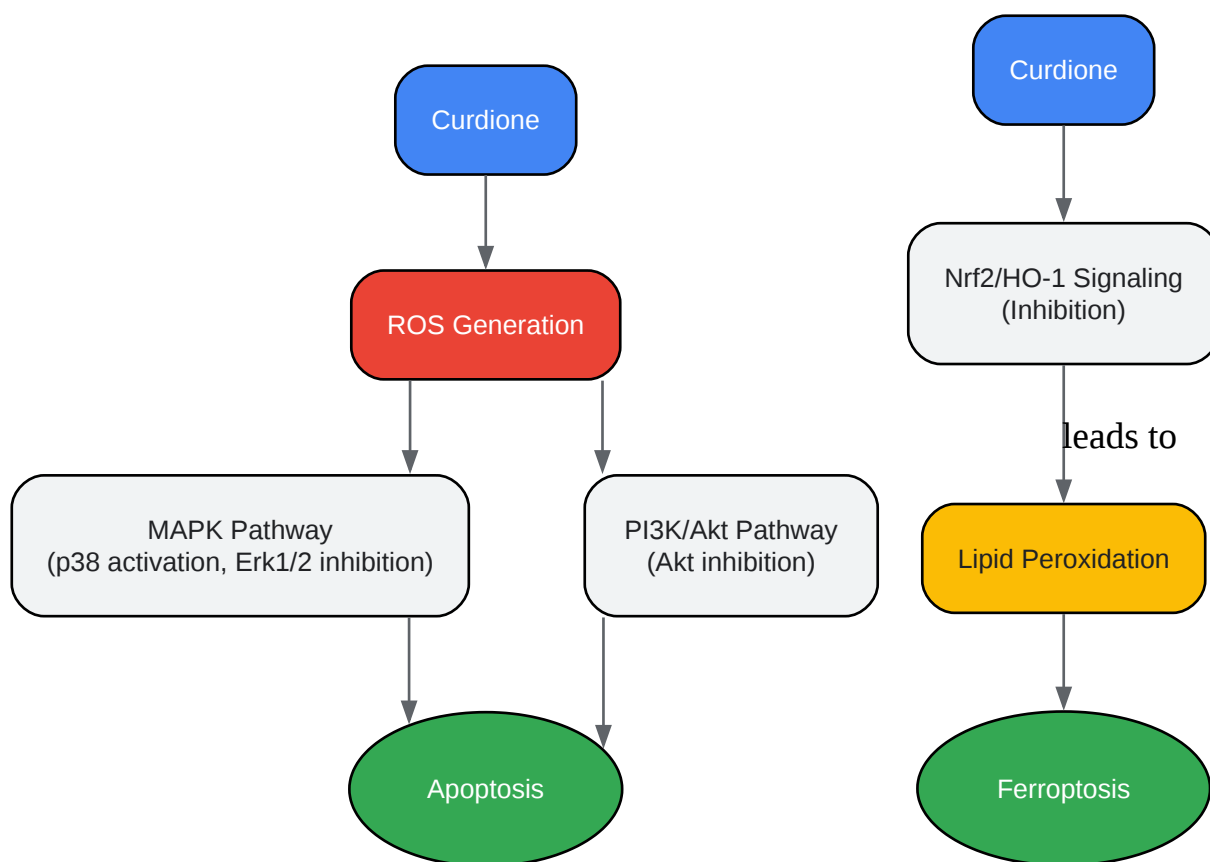 Curdione
ROS Generation
MAPK Pathway
(p38 activation, Erk1/2 inhibition)
PI3K/Akt Pathway
(Akt inhibition)
Apoptosis
Curdione
Nrf2/HO-1 Signaling
(Inhibition)
leads to
Lipid Peroxidation
Ferroptosis